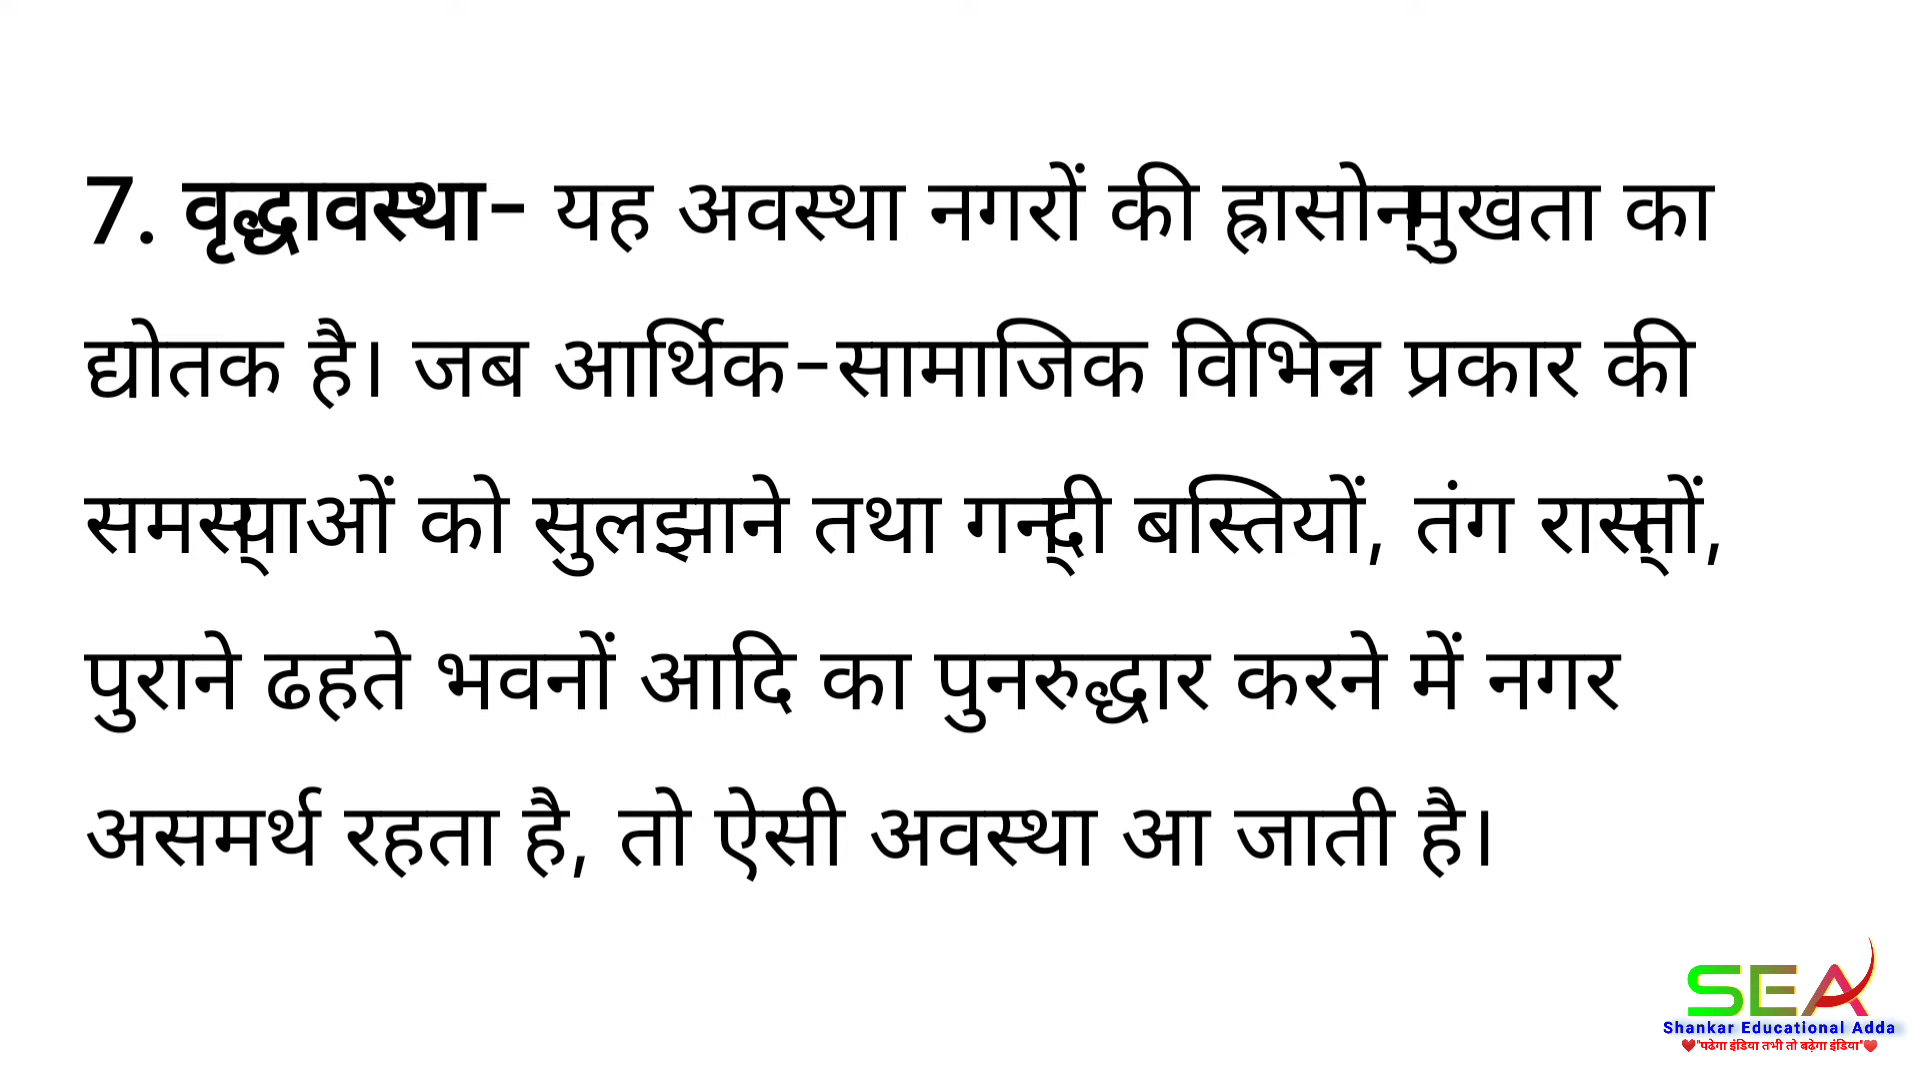 7. वृद्धावस्था- यह अवस्था नगरों की ह्रासोन्‍मुखता का
द्योतक है। जब आर्थिक-सामाजिक विभिन्न प्रकार की
समस्‍याओं को सुलझाने तथा गन्‍दी बस्तियों, तंग रास्‍तों,
पुराने ढहते भवनों आदि का पुनरुद्धार करने में नगर
असमर्थ रहता है, तो ऐसी अवस्था आ जाती है।
SEA
Shankar Educational Adda
❤"पढेगा इंडिया तभी तो बढ़ेगा इंडिया"❤